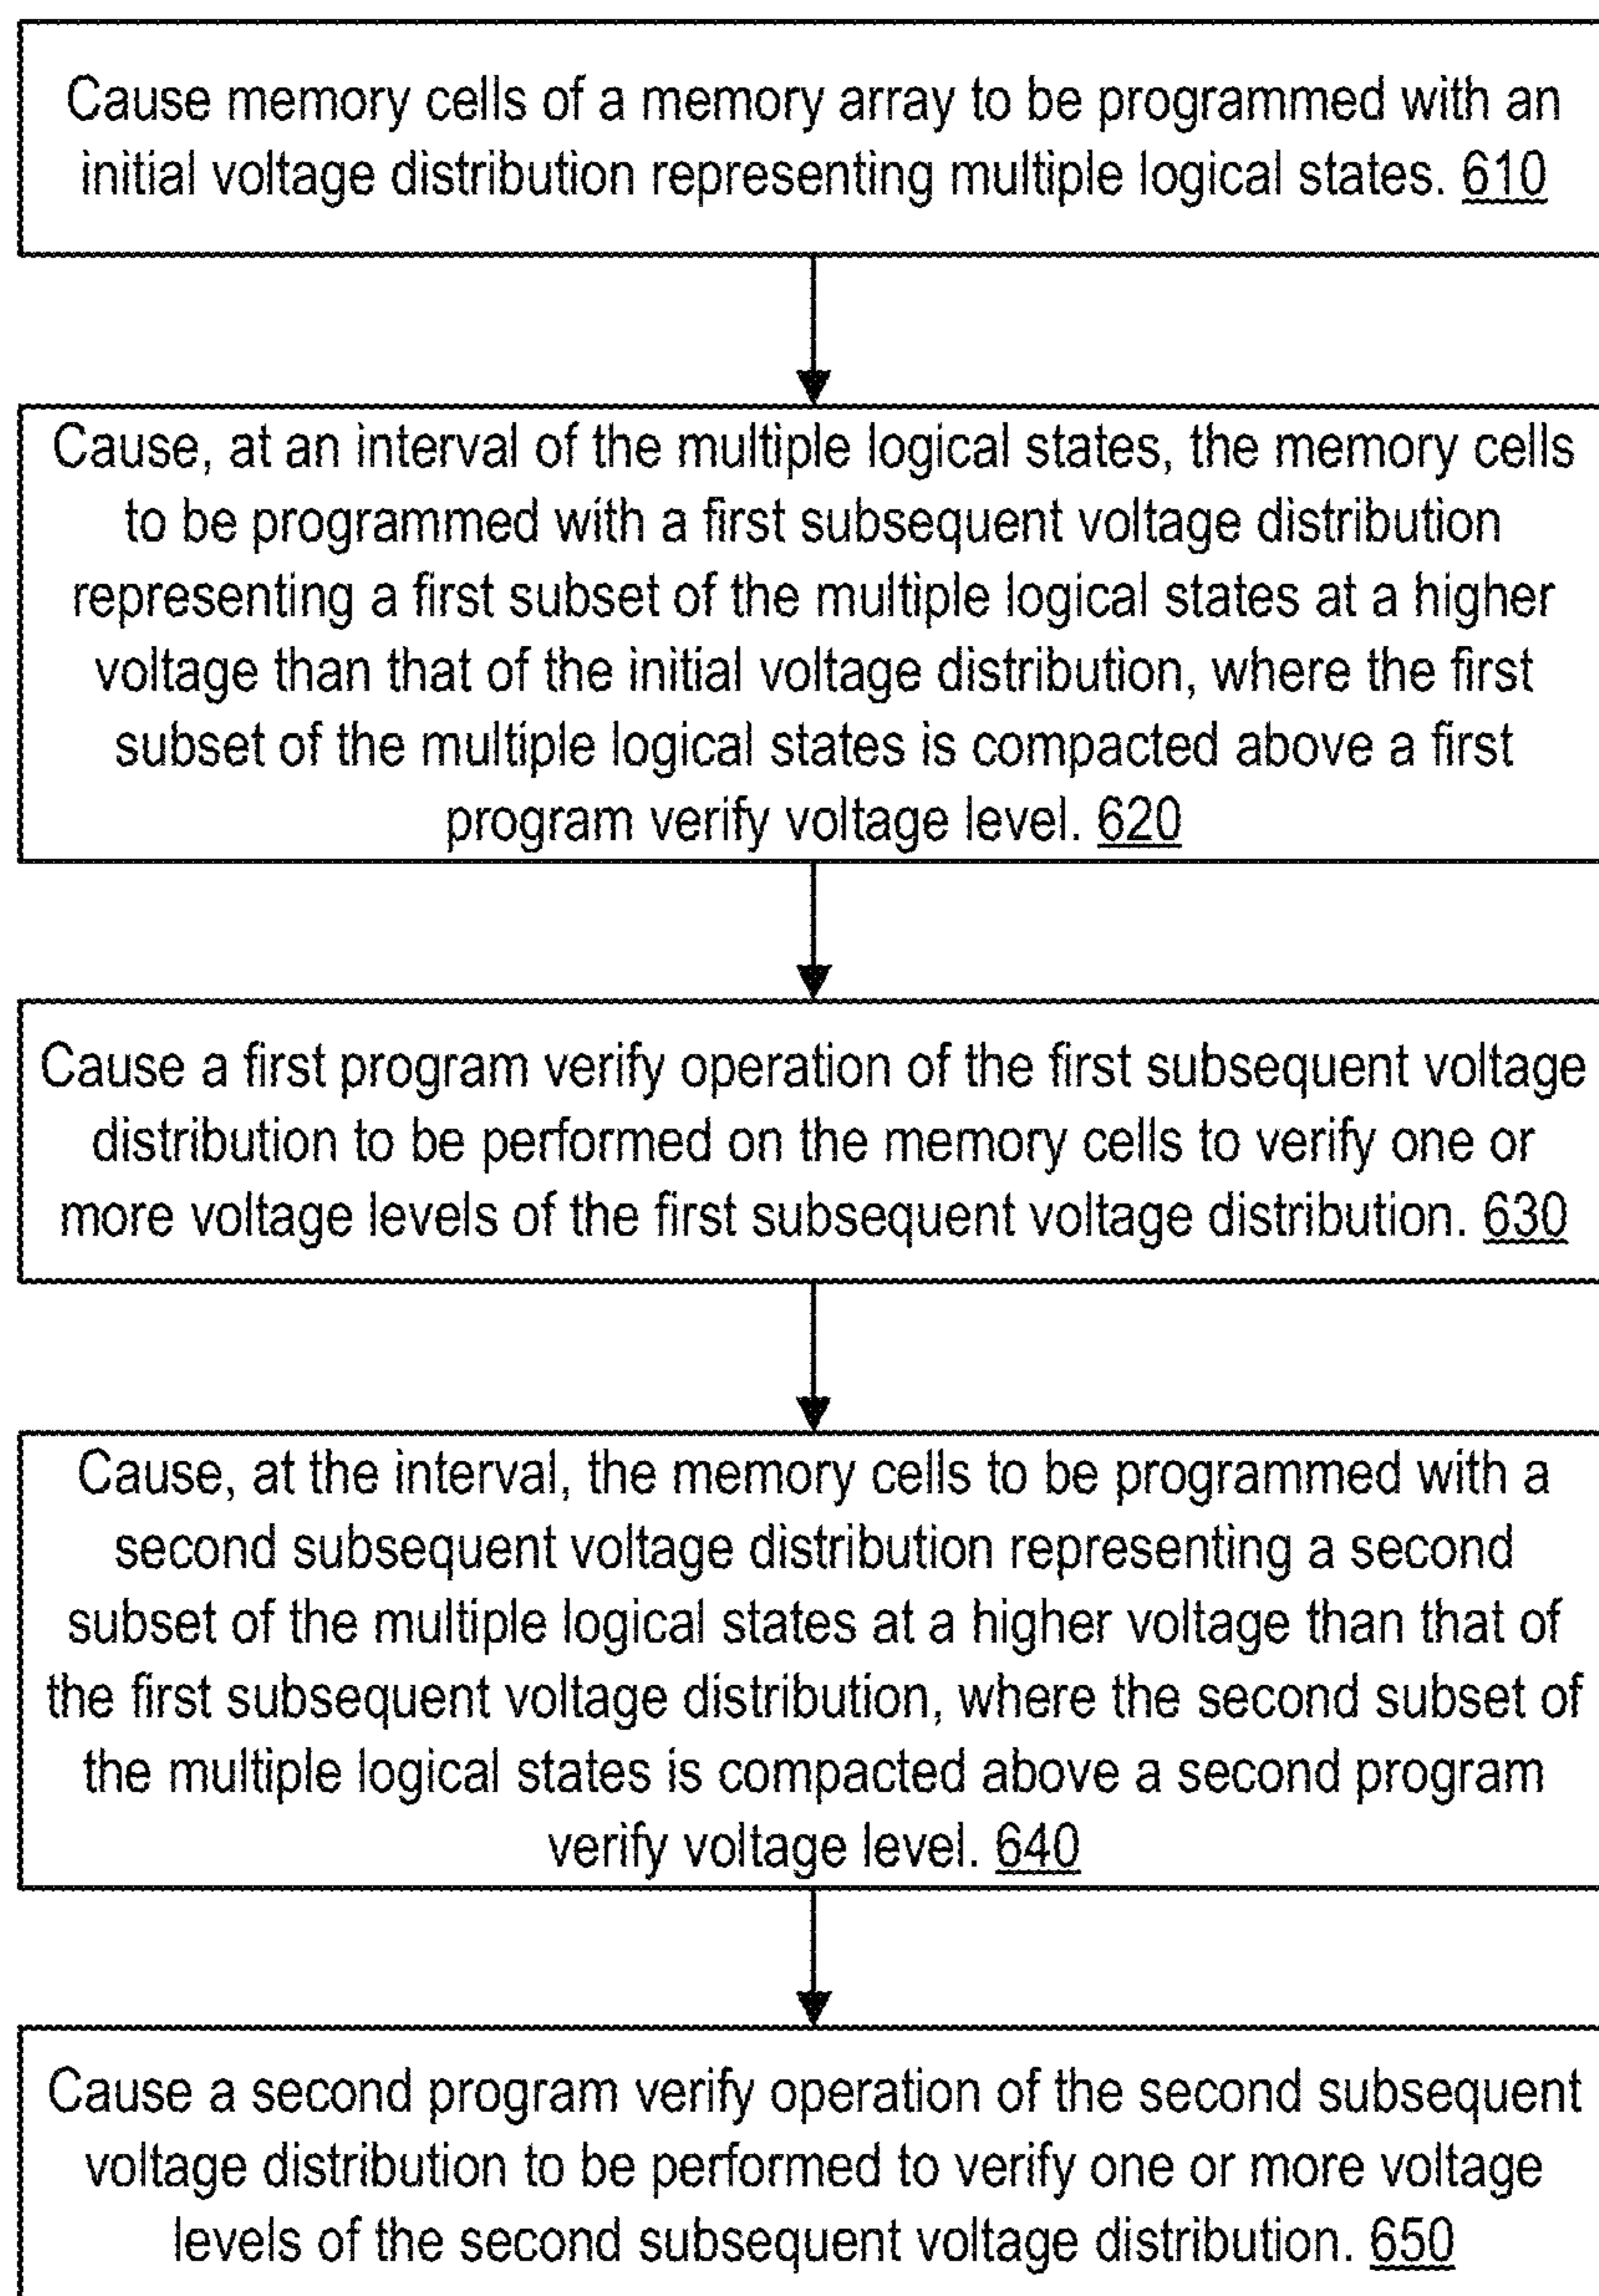 Cause memory cells of a memory array to be programmed with an
initial voltage distribution representing multiple logical states. 610
Cause, at an interval of the multiple logical states, the memory cells
to be programmed with a first subsequent voltage distribution
representing a first subset of the multiple logical states at a higher
voltage than that of the initial voltage distribution, where the first
subset of the multiple logical states is compacted above a first
program verify voltage level. 620
Cause a first program verify operation of the first subsequent voltage
distribution to be performed on the memory cells to verify one or
more voltage levels of the first subsequent voltage distribution. 630
Cause, at the interval, the memory cells to be programmed with a
second subsequent voltage distribution representing a second
subset of the multiple logical states at a higher voltage than that of
the first subsequent voltage distribution, where the second subset of
the multiple logical states is compacted above a second program
verify voltage level. 640
Cause a second program verify operation of the second subsequent
voltage distribution to be performed to verify one or more voltage
levels of the second subsequent voltage distribution. 650